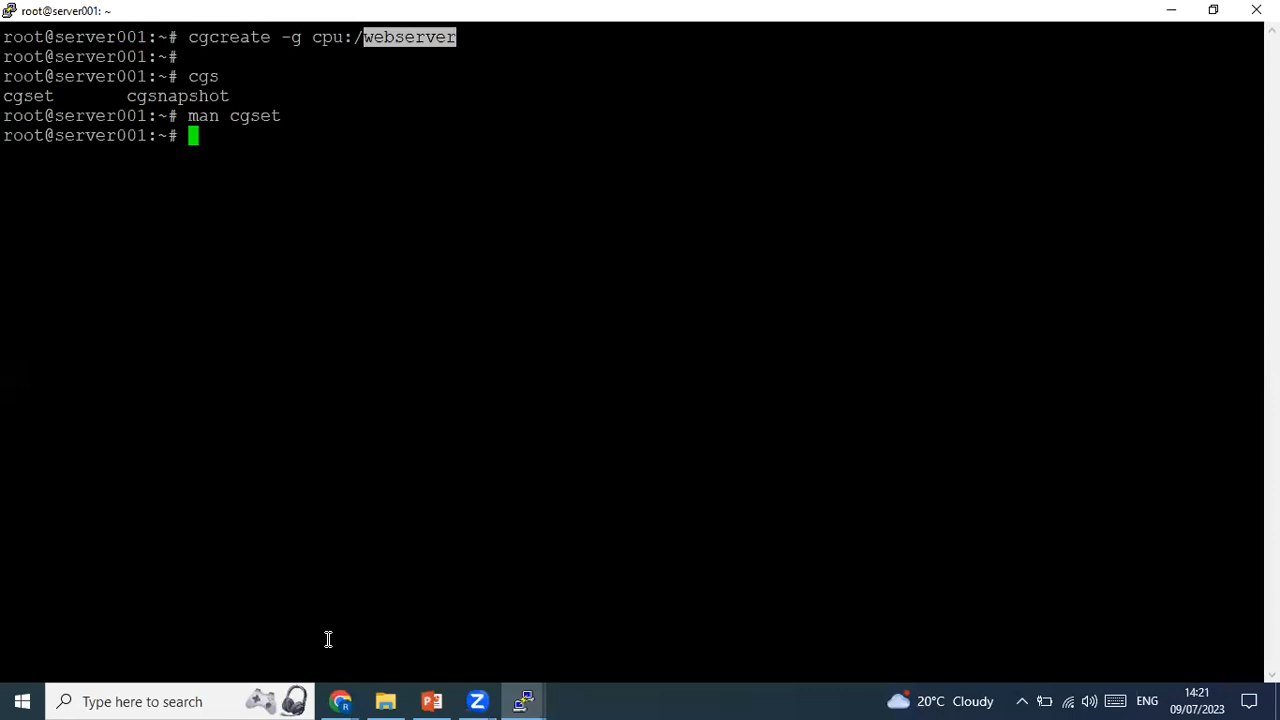 root@server001: ~
root@server001:~# cgcreate -g cpu:/webserver
root@server001:~#
root@server001:~# cgs
cgset cgsnapshot
root@server001:~# man cgset
root@server001:~#
Type here to search
20°C Cloudy
ENG
14:21
09/07/2023